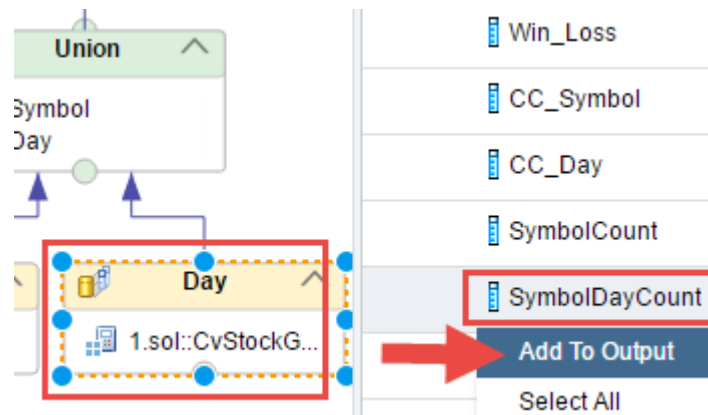 Union
Symbol
Day
Day
1.sol::CvStockG...
Win_Loss
CC_Symbol
CC_Day
SymbolCount
SymbolDayCount
Add To Output
Select All